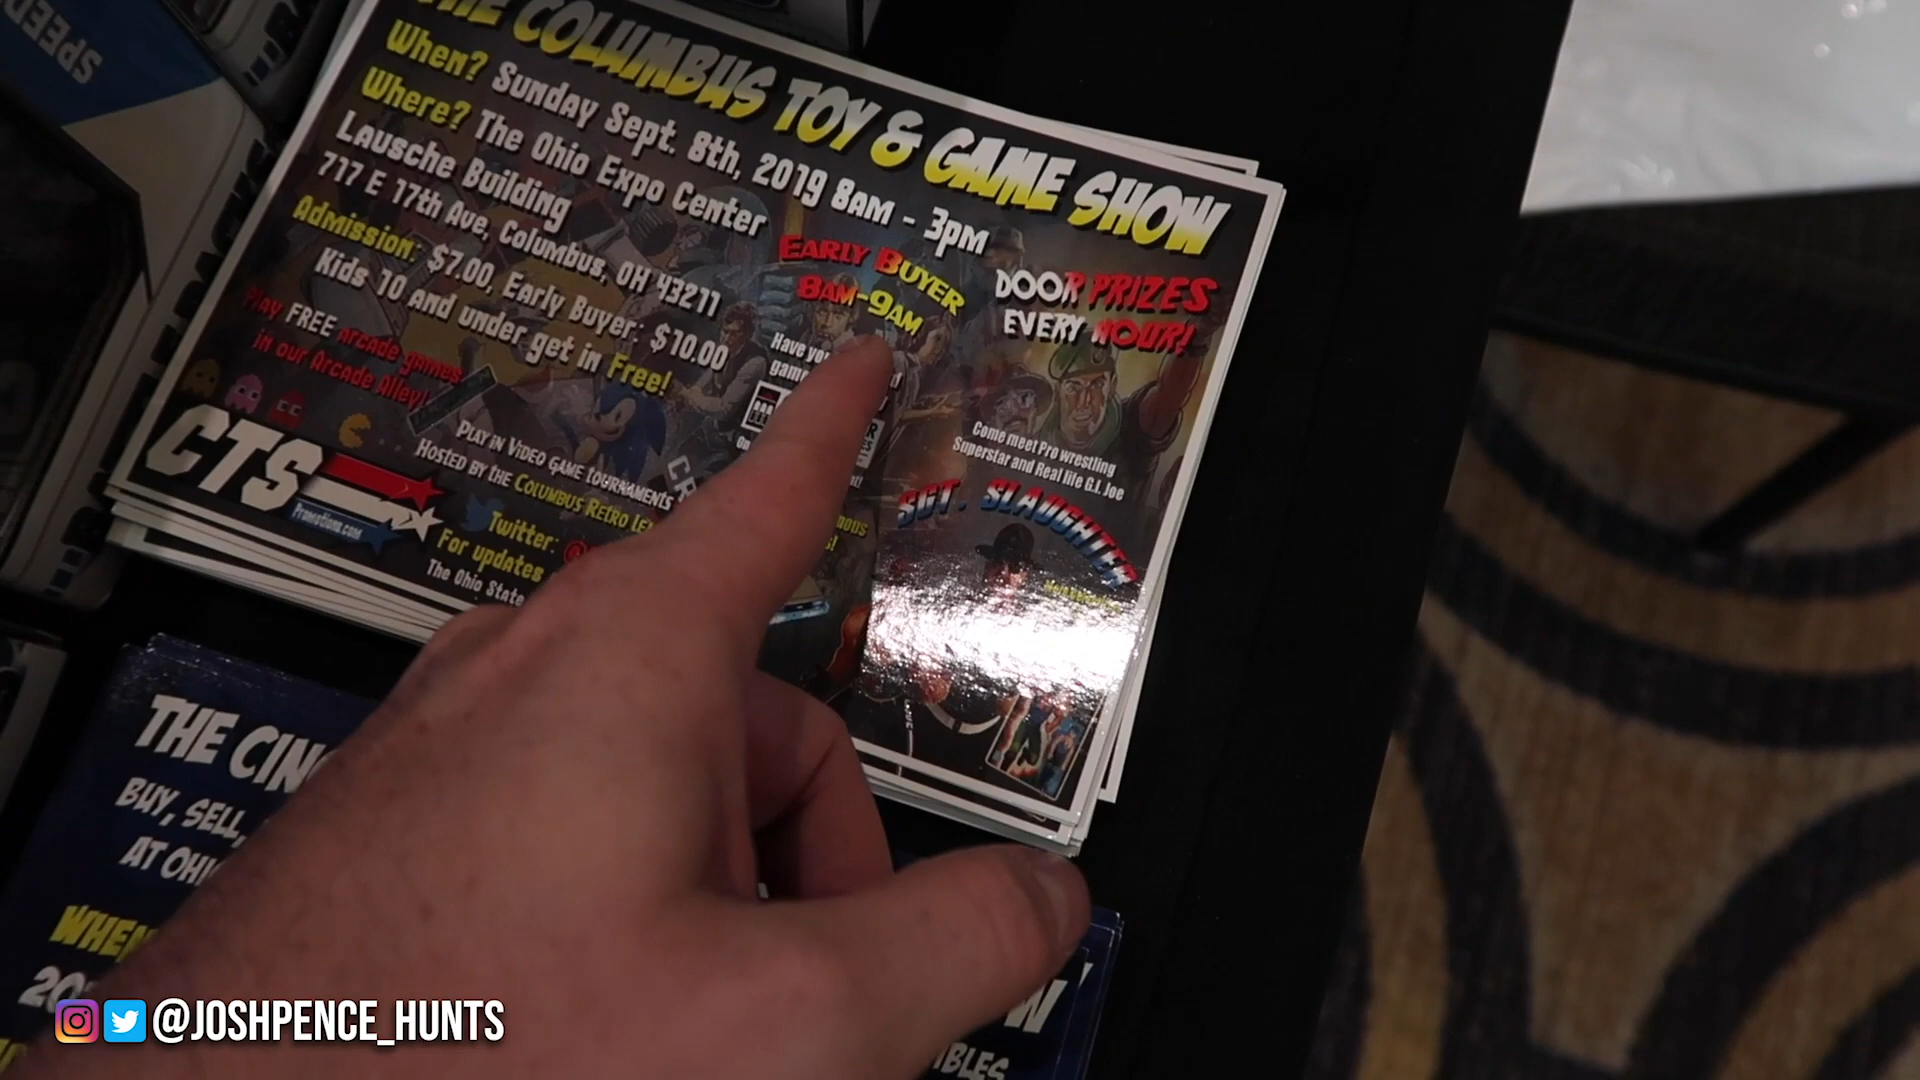 THE COLUMBUS TOY & GAME SHOW
When? Sunday Sept. 8th, 2019 8am - 3pm
Where? The Ohio Expo Center
Lausche Building
717 E 17th Ave, Columbus, OH 43211
Admission: $7.00, Early Buyer: $10.00
Kids 10 and under get in Free!
EARLY BUYER
8AM-9AM
DOOR PRIZES
EVERY HOUR!
Play FREE arcade games
in our Arcade Alley!
Have
CTS
Promotions.com
PLAY IN VIDEO GAME TOURNAMENTS
HOSTED BY THE COLUMBUS RETRO
Twitter:
For updates
The Ohio State
Come meet Pro wrestling
Superstar and Real life G.I. Joe
SGT. SLAUGHTER
THE
BUY, SELL,
AT
@JOSHPENCE_HUNTS